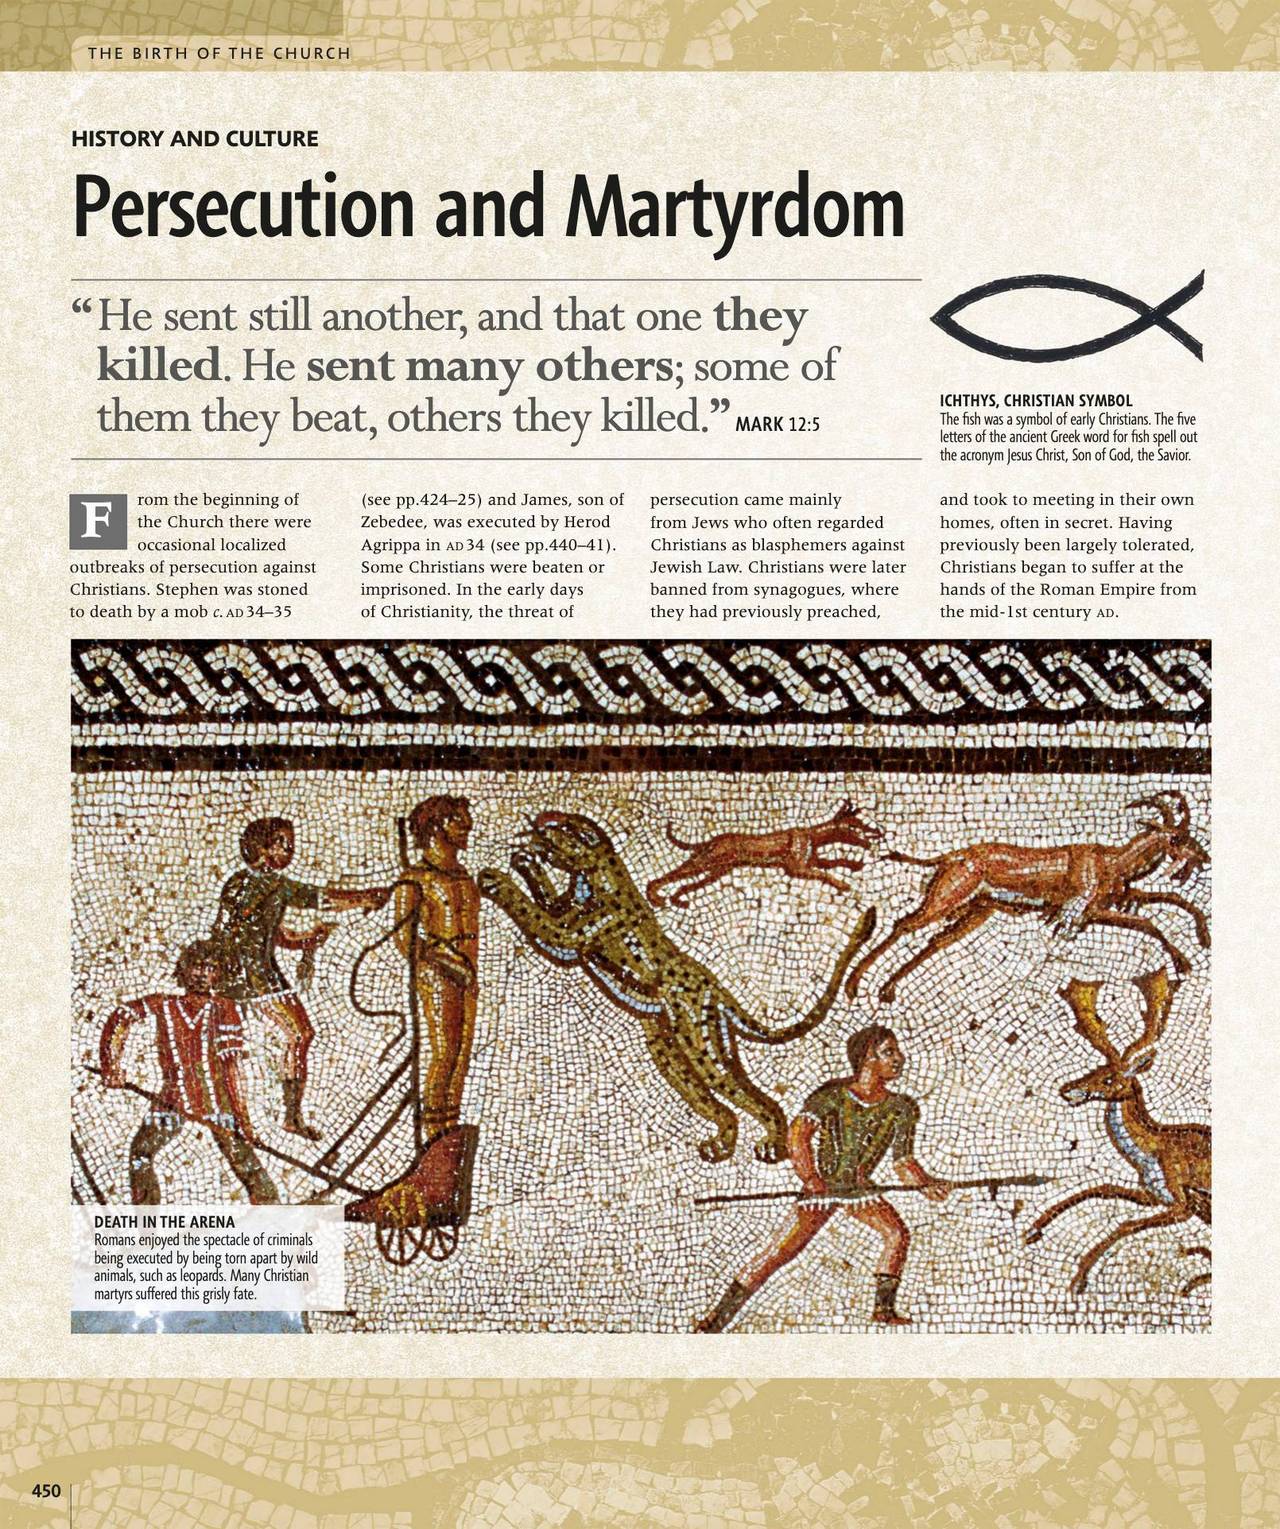 THE BIRTH OF THE CHURCH
HISTORY AND CULTURE
Persecution and Martyrdom
“He sent still another, and that one they
killed. He sent many others; some of
them they beat, others they killed.” MARK 12:5
ICHTHYS, CHRISTIAN SYMBOL
The fish was a symbol of early Christians. The five
letters of the ancient Greek word for fish spell out
the acronym Jesus Christ, Son of God, the Savior.
From the beginning of
the Church there were
occasional localized
outbreaks of persecution against
Christians. Stephen was stoned
to death by a mob c. AD 34–35
(see pp.424–25) and James, son of
Zebedee, was executed by Herod
Agrippa in AD 34 (see pp.440–41).
Some Christians were beaten or
imprisoned. In the early days
of Christianity, the threat of
persecution came mainly
from Jews who often regarded
Christians as blasphemers against
Jewish Law. Christians were later
banned from synagogues, where
they had previously preached,
and took to meeting in their own
homes, often in secret. Having
previously been largely tolerated,
Christians began to suffer at the
hands of the Roman Empire from
the mid-1st century AD.
DEATH IN THE ARENA
Romans enjoyed the spectacle of criminals
being executed by being torn apart by wild
animals, such as leopards. Many Christian
martyrs suffered this grisly fate.
450